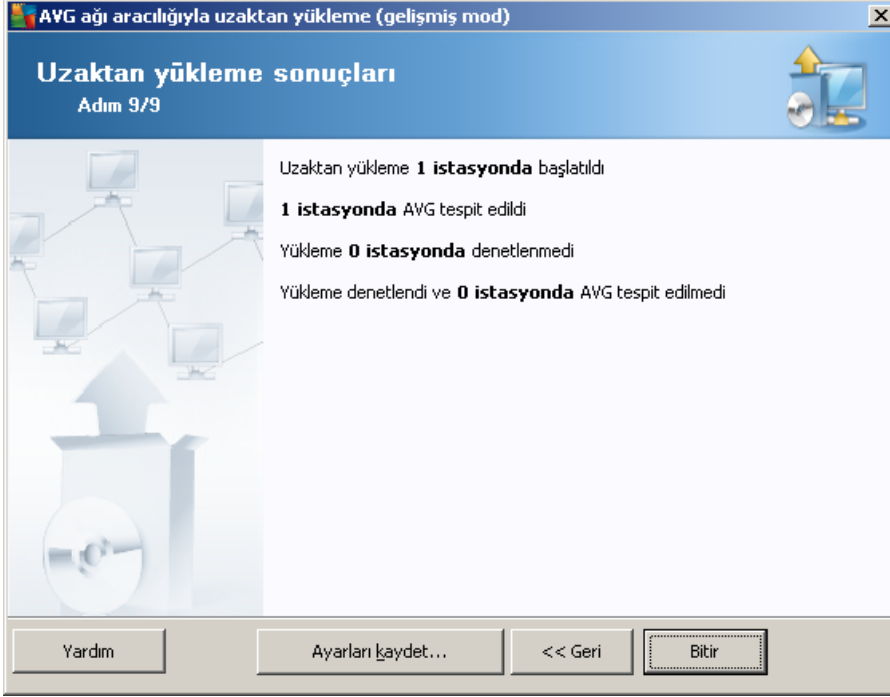 AVG ağı aracılığıyla uzaktan yükleme (gelişmiş mod)
Uzaktan yükleme sonuçları
Adım 9/9
Uzaktan yükleme 1 istasyonda başlatıldı
1 istasyonda AVG tespit edildi
Yükleme 0 istasyonda denetlenmedi
Yükleme denetlendi ve 0 istasyonda AVG tespit edilmedi
Yardım
Ayarları kaydet...
<< Geri
Bitir